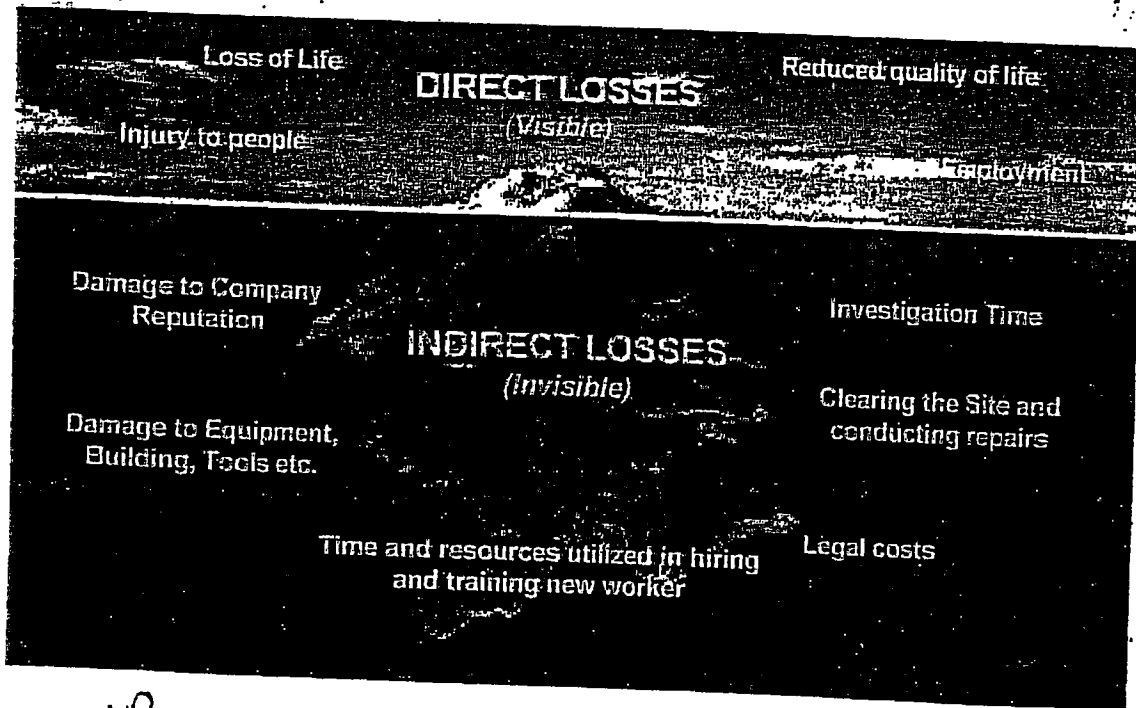 Loss of Life
DIRECT LOSSES
(Visible)
Reduced quality of life
Injury to people
Employment
Damage to Company
Reputation
INDIRECT LOSSES
(Invisible)
Investigation Time
Damage to Equipment,
Building, Tools etc.
Clearing the Site and
conducting repairs
Time and resources utilized in hiring
and training new worker
Legal costs